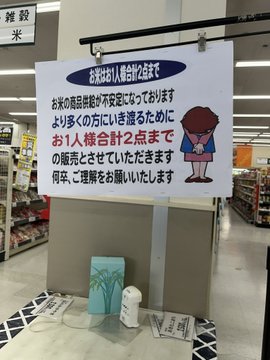 雑穀
米
お米はお1人様合計2点まで
お米の商品供給が不安定になっております
より多くの方にいき渡るために
お1人様合計2点まで
の販売とさせていただきます
何卒、ご理解をお願いいたします